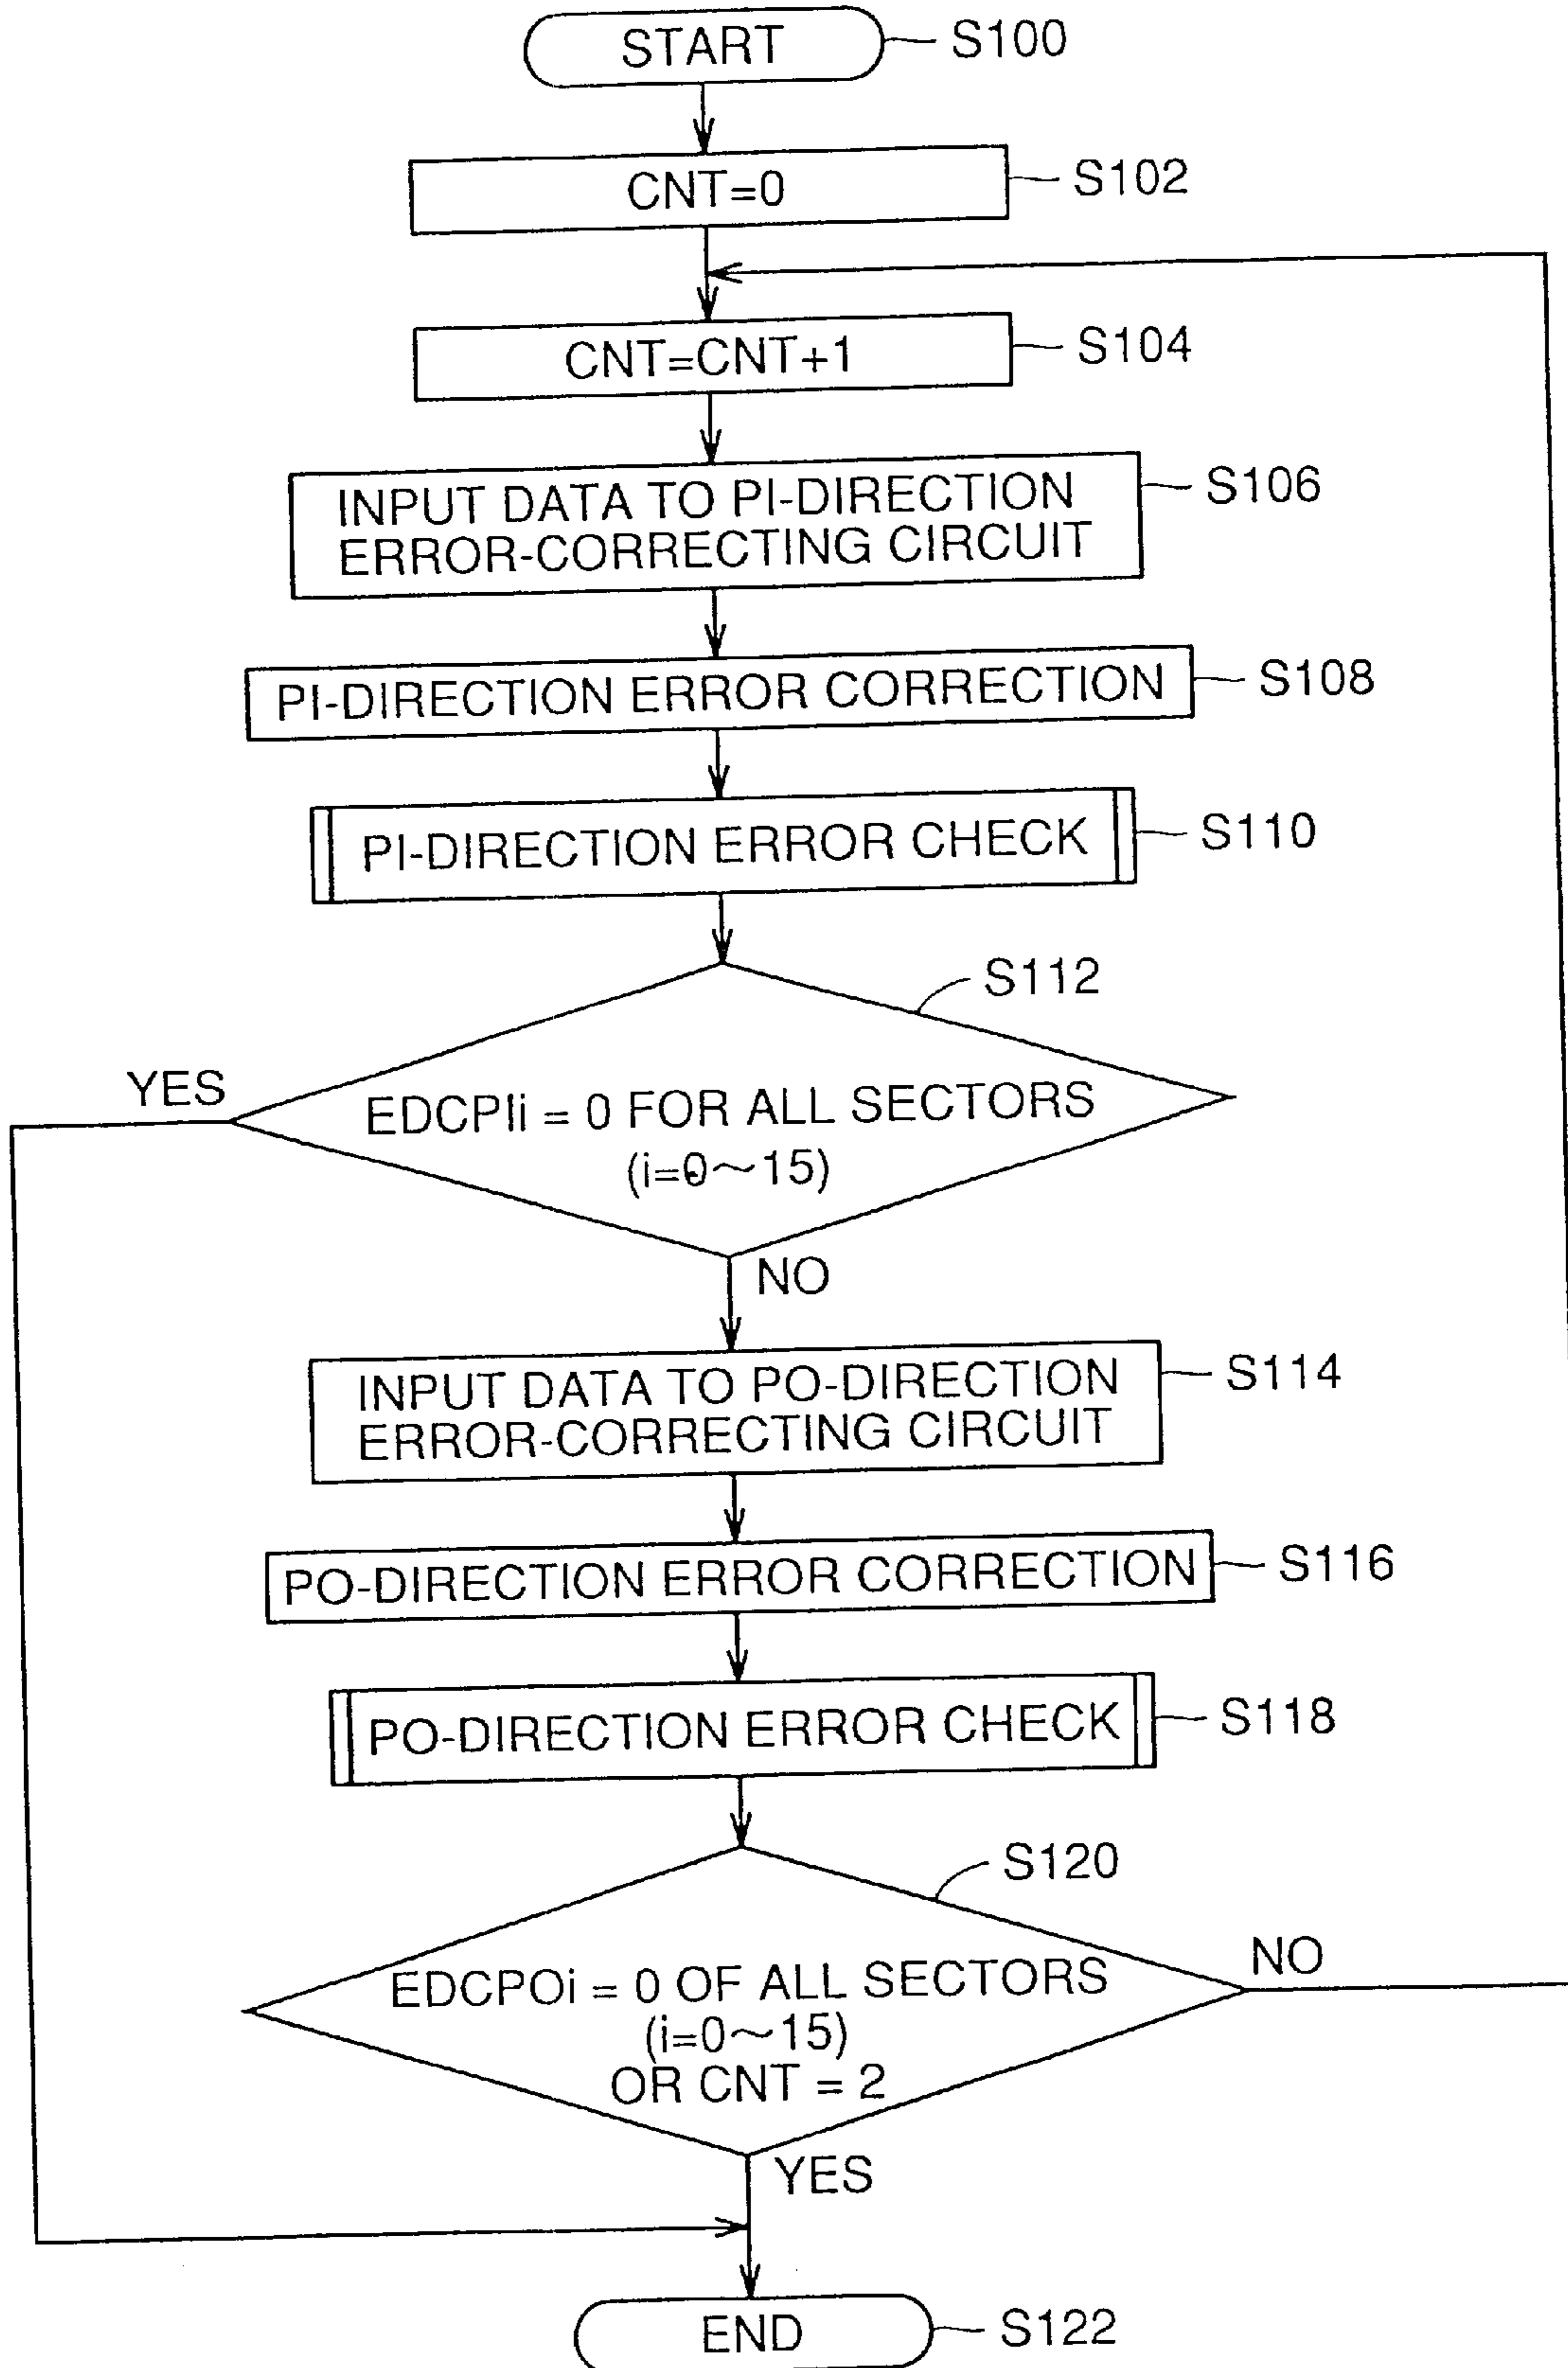 START
S100
CNT=0
S102
CNT=CNT+1
S104
INPUT DATA TO PI-DIRECTION
ERROR-CORRECTING CIRCUIT
S106
PI-DIRECTION ERROR CORRECTION
S108
PI-DIRECTION ERROR CHECK
S110
S112
YES
EDCPIi = 0 FOR ALL SECTORS
(i=0~15)
NO
INPUT DATA TO PO-DIRECTION
ERROR-CORRECTING CIRCUIT
S114
PO-DIRECTION ERROR CORRECTION
S116
PO-DIRECTION ERROR CHECK
S118
S120
NO
EDCPOi = 0 OF ALL SECTORS
(i=0~15)
OR CNT = 2
YES
END
S122